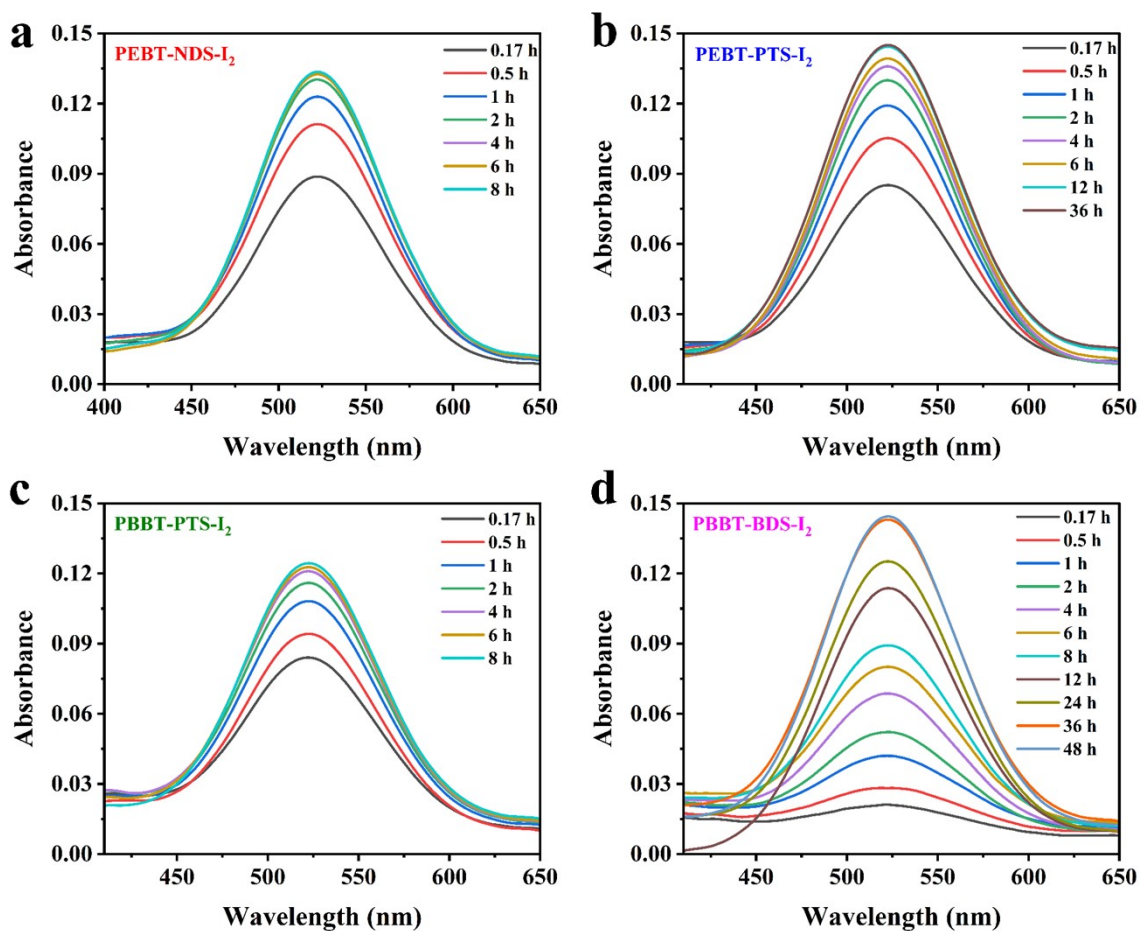 a
PEBT-NDS-I2
0.17 h
0.5 h
1 h
2 h
4 h
6 h
8 h
0.15
0.12
0.09
0.06
0.03
0.00
Absorbance
400 450 500 550 600 650
Wavelength (nm)
b
PEBT-PTS-I2
0.17 h
0.5 h
1 h
2 h
4 h
6 h
12 h
36 h
0.15
0.12
0.09
0.06
0.03
0.00
Absorbance
450 500 550 600 650
Wavelength (nm)
c
PBBT-PTS-I2
0.17 h
0.5 h
1 h
2 h
4 h
6 h
8 h
0.15
0.12
0.09
0.06
0.03
0.00
Absorbance
450 500 550 600 650
Wavelength (nm)
d
PBBT-BDS-I2
0.17 h
0.5 h
1 h
2 h
4 h
6 h
8 h
12 h
24 h
36 h
48 h
0.15
0.12
0.09
0.06
0.03
0.00
Absorbance
450 500 550 600 650
Wavelength (nm)